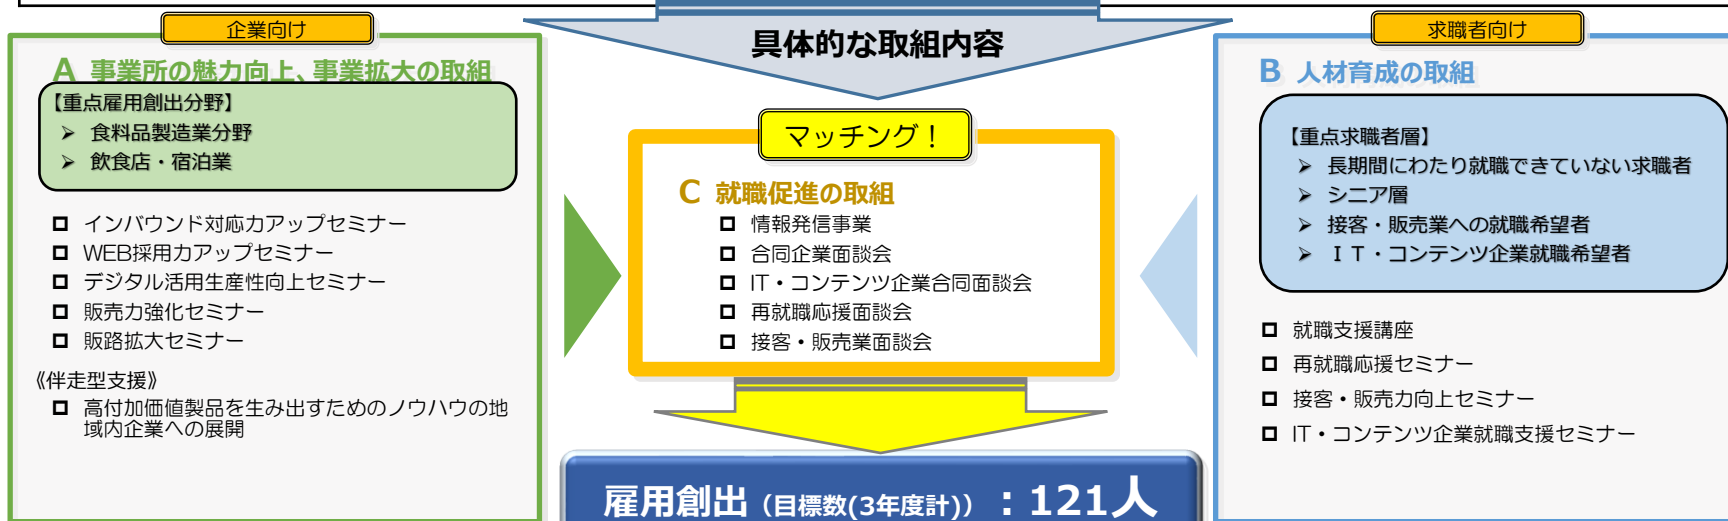 具体的な取組内容
企業向け
A 事業所の魅力向上、事業拡大の取組
【重点雇用創出分野】
➢ 食料品製造業分野
➢ 飲食店・宿泊業
□ インバウンド対応力アップセミナー
□ WEB採用力アップセミナー
□ デジタル活用生産性向上セミナー
□ 販売力強化セミナー
□ 販路拡大セミナー
《伴走型支援》
□ 高付加価値製品を生み出すためのノウハウの地
域内企業への展開
マッチング！
C 就職促進の取組
□ 情報発信事業
□ 合同企業面談会
□ IT・コンテンツ企業合同面談会
□ 再就職応援面談会
□ 接客・販売業面談会
求職者向け
B 人材育成の取組
【重点求職者層】
➢ 長期間にわたり就職できていない求職者
➢ シニア層
➢ 接客・販売業への就職希望者
➢ ＩＴ・コンテンツ企業就職希望者
□ 就職支援講座
□ 再就職応援セミナー
□ 接客・販売力向上セミナー
□ IT・コンテンツ企業就職支援セミナー
雇用創出（目標数(3年度計)）：121人